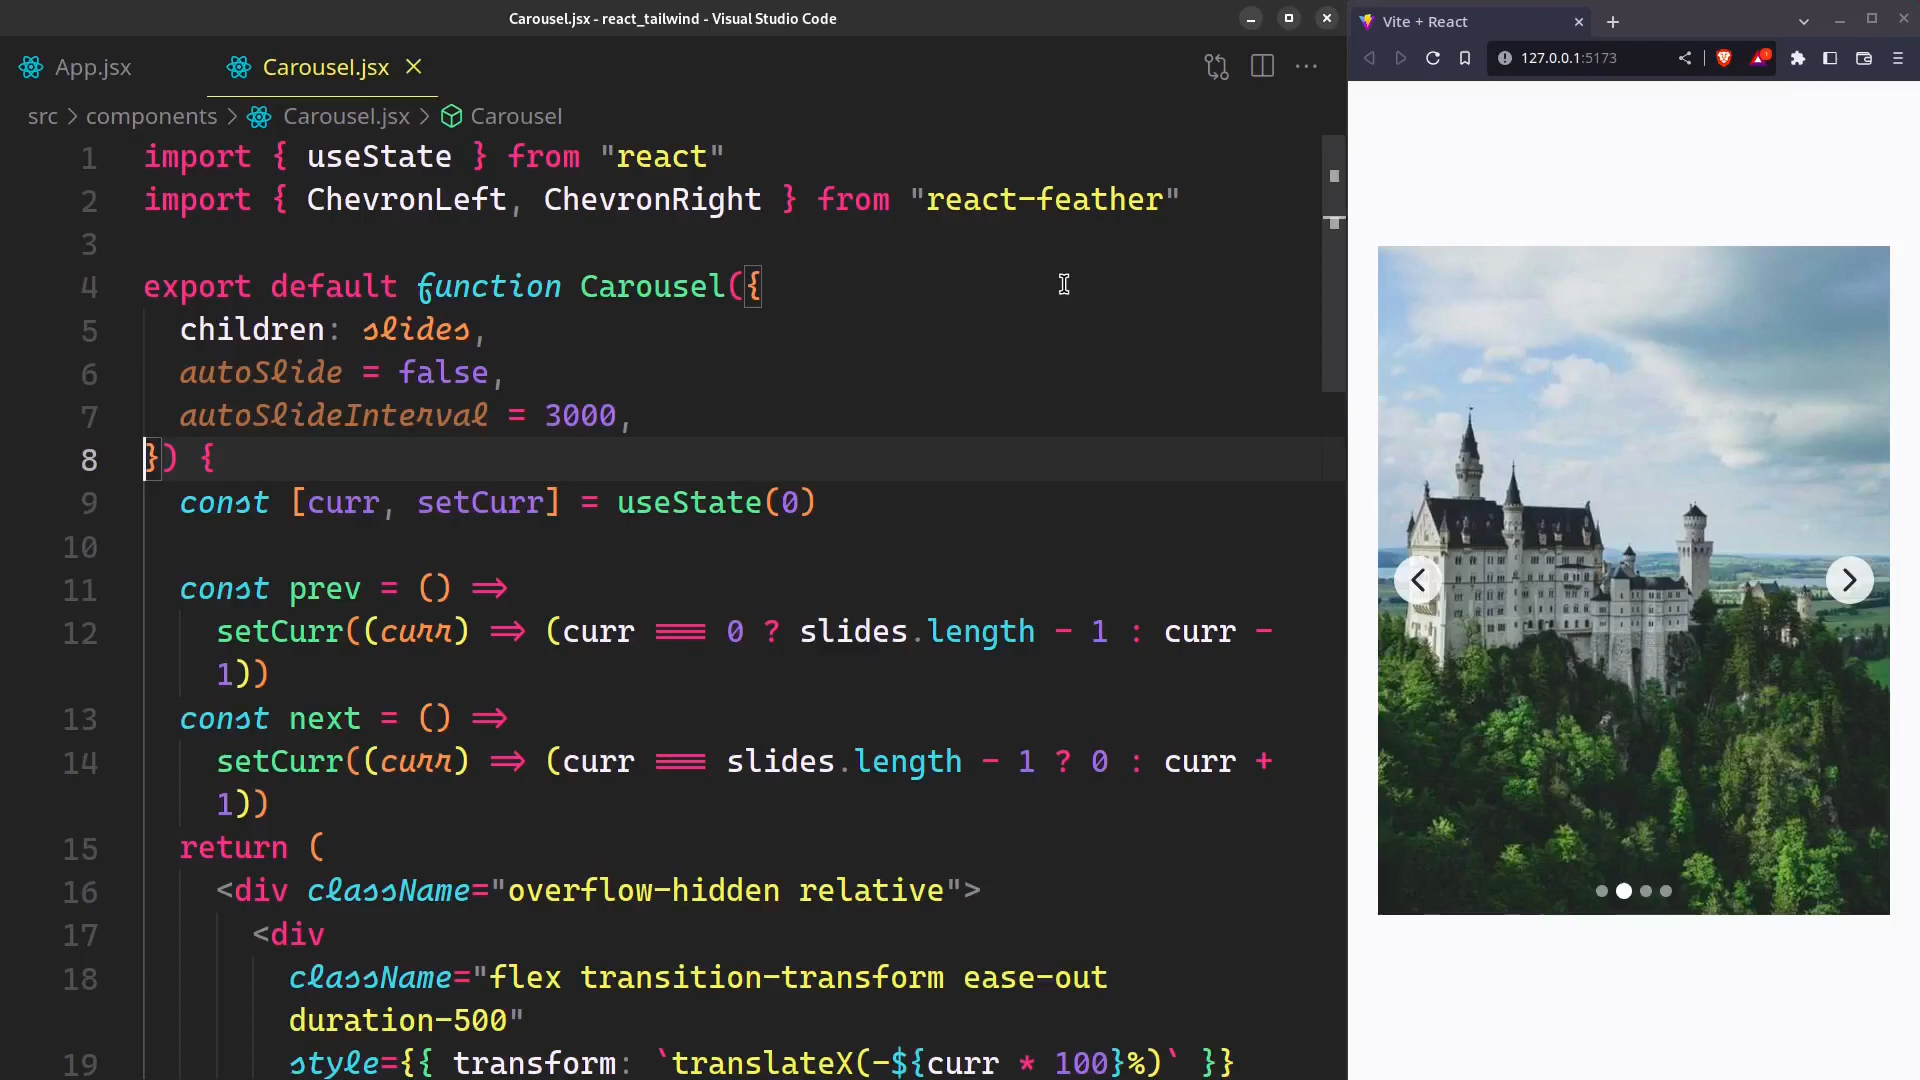 Carousel.jsx - react_tailwind - Visual Studio Code
Vite + React
App.jsx
Carousel.jsx
127.0.0.1:5173
src > components > Carousel.jsx > Carousel
1 import { useState } from "react"
2 import { ChevronLeft, ChevronRight } from "react-feather"
3
4 export default function Carousel({
5 children: slides,
6 autoSlide = false,
7 autoSlideInterval = 3000,
8 }) {
9 const [curr, setCurr] = useState(0)
10
11 const prev = () =>
12 setCurr((curr) => (curr === 0 ? slides.length - 1 : curr -
1))
13 const next = () =>
14 setCurr((curr) => (curr === slides.length - 1 ? 0 : curr +
1))
15 return (
16 <div className="overflow-hidden relative">
17 <div
18 className="flex transition-transform ease-out
duration-500"
19 style={{ transform: `translateX(-${curr * 100}%)` }}